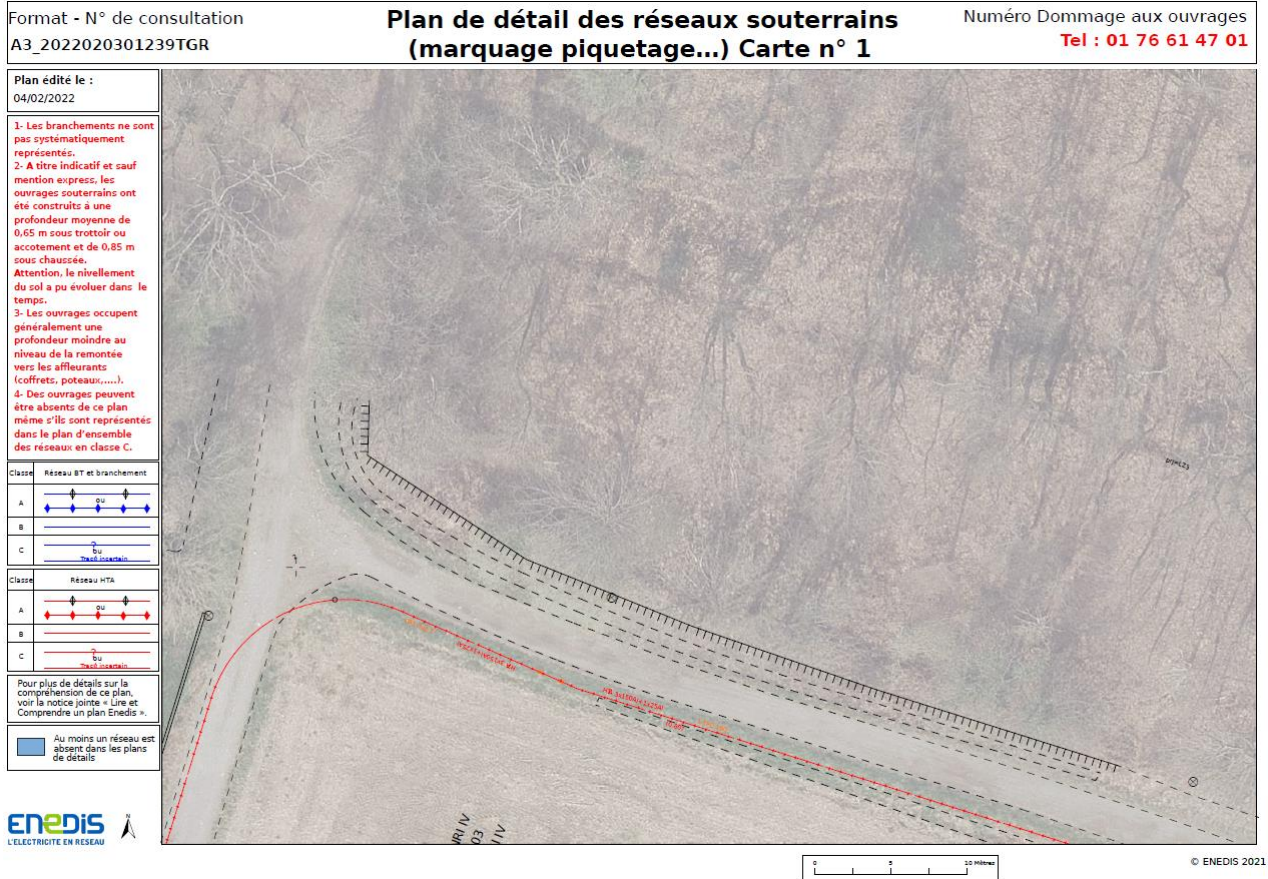 Format - N° de consultation
A3_2022020301239TGR
Plan de détail des réseaux souterrains
(marquage piquetage...) Carte n° 1
Numéro Dommage aux ouvrages
Tel : 01 76 61 47 01
Plan édité le :
04/02/2022
1- Les branchements ne sont
pas systématiquement
représentés.
2- A titre indicatif et sauf
mention express, les
ouvrages souterrains ont
été construits à une
profondeur moyenne de
0,65 m sous trottoir ou
accotement et de 0,85 m
sous chaussée.
Attention, le nivellement
du sol a pu évoluer dans le
temps.
3- Les ouvrages occupent
généralement une
profondeur moindre au
niveau de la remontée
vers les affleurants
(coffrets, poteaux,....).
4- Des ouvrages peuvent
être absents de ce plan
même s'ils sont représentés
dans le plan d'ensemble
des réseaux en classe C.
Classe Réseau BT et branchement
A ou
B
C ? ou
Tracé incertain
Classe Réseau HTA
A ou
B
C ? ou
Tracé incertain
Pour plus de détails sur la
compréhension de ce plan,
voir la notice jointe « Lire et
Comprendre un plan Enedis ».
Au moins un réseau est
absent dans les plans
de détails
ENEDIS
L'ELECTRICITE EN RESEAU
N
NRI IV
03
I IV
0 5 10 Mètres
© ENEDIS 2021